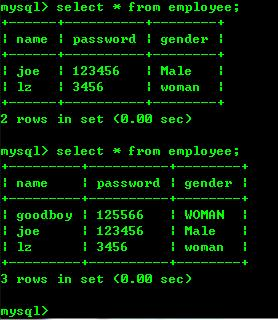 mysql> select * from employee;
+------+----------+--------+
| name | password | gender |
+------+----------+--------+
| joe  | 123456   | Male   |
| lz   | 3456     | woman  |
+------+----------+--------+
2 rows in set (0.00 sec)
mysql> select * from employee;
+---------+----------+--------+
| name    | password | gender |
+---------+----------+--------+
| goodboy | 125566   | WOMAN  |
| joe     | 123456   | Male   |
| lz      | 3456     | woman  |
+---------+----------+--------+
3 rows in set (0.00 sec)
mysql>